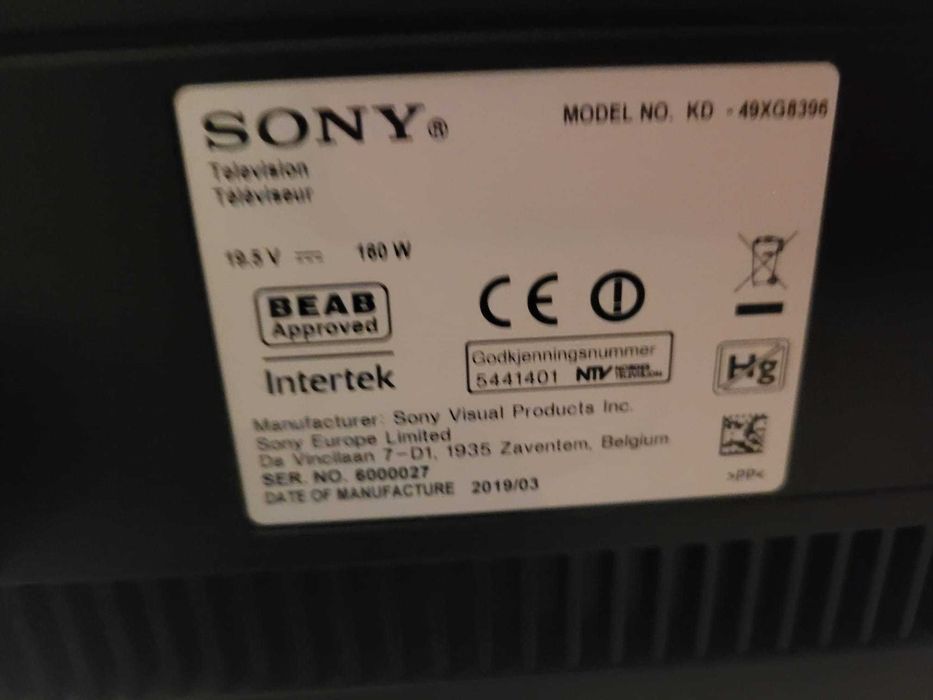 SONY®
MODEL NO. KD - 49XG8396
Television
Téléviseur
19.5 V 160 W
BEAB
Approved
CE
Intertek
Godkjenningsnummer
5441401 NTV NORGES TELEVISION
Hg
Manufacturer: Sony Visual Products Inc.
Sony Europe Limited
Da Vincilaan 7-D1, 1935 Zaventem, Belgium
SER. NO. 6000027
DATE OF MANUFACTURE 2019/03
>PP<